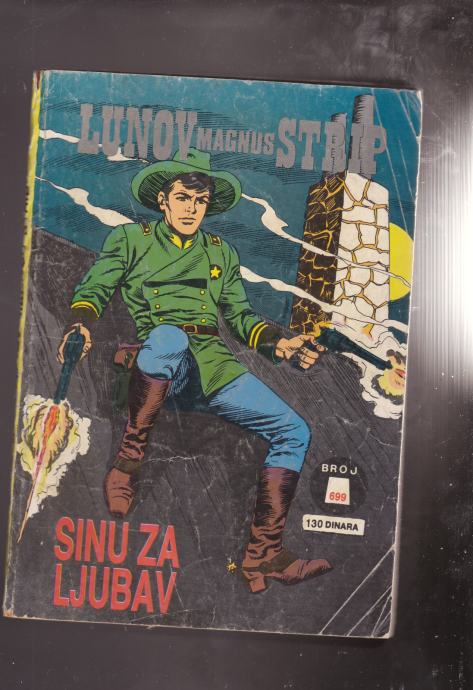 LUNOV MAGNUS STRIP
BROJ
699
130 DINARA
SINU ZA
LJUBAV